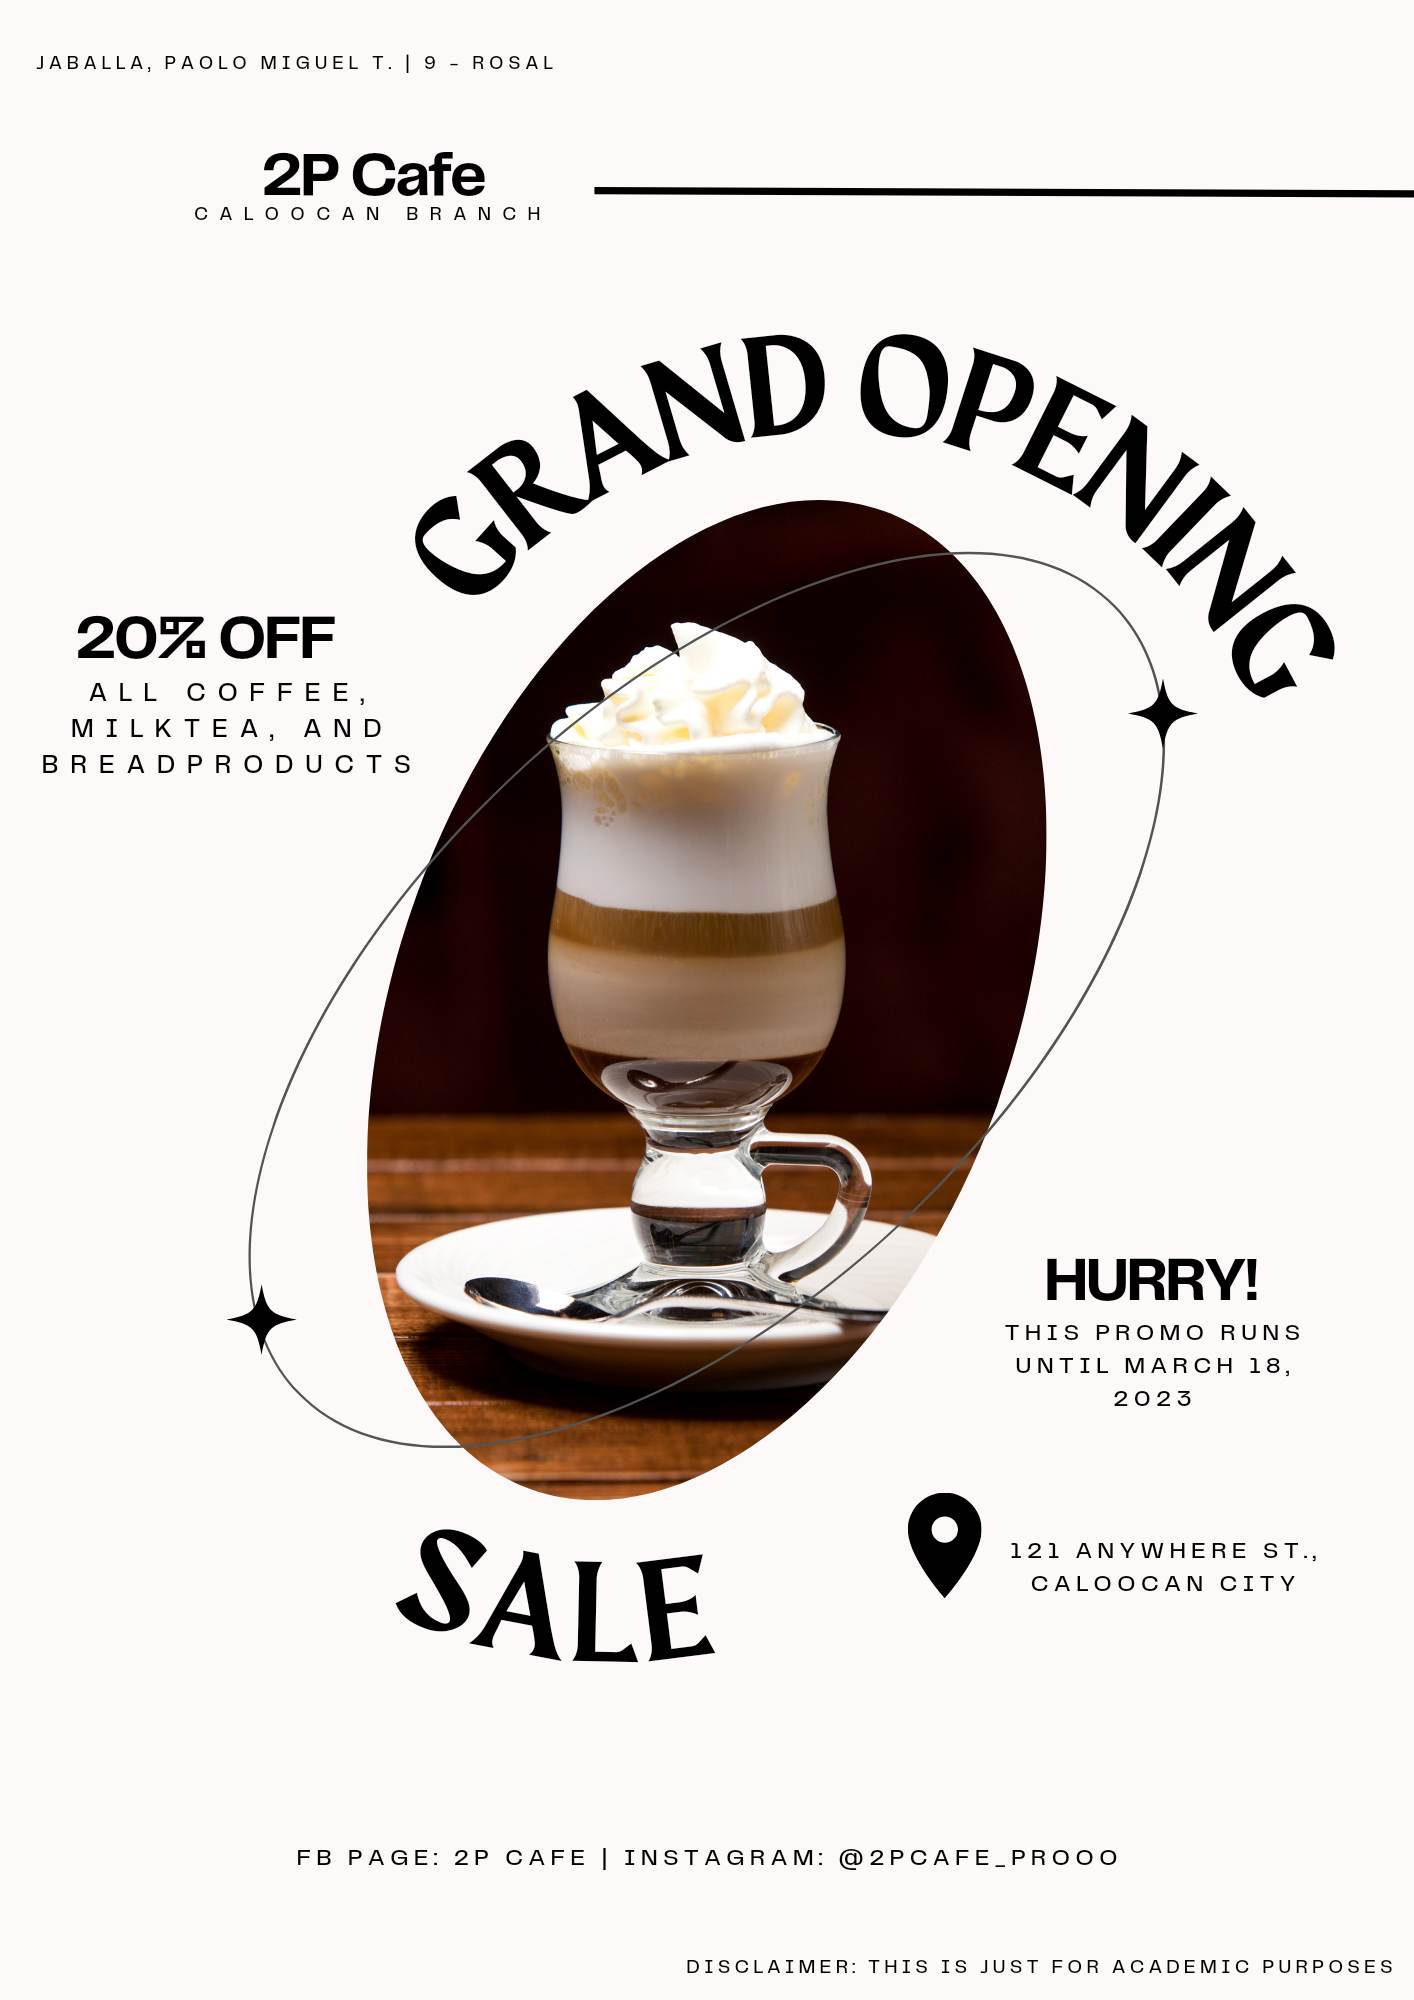 JABALLA, PAOLO MIGUEL T. | 9 - ROSAL
2P Cafe
CALOOCAN BRANCH
GRAND OPENING
20% OFF
ALL COFFEE,
MILKTEA, AND
BREADPRODUCTS
HURRY!
THIS PROMO RUNS
UNTIL MARCH 18,
2023
SALE
121 ANYWHERE ST.,
CALOOCAN CITY
FB PAGE: 2P CAFE | INSTAGRAM: @2PCAFE_PROOO
DISCLAIMER: THIS IS JUST FOR ACADEMIC PURPOSES